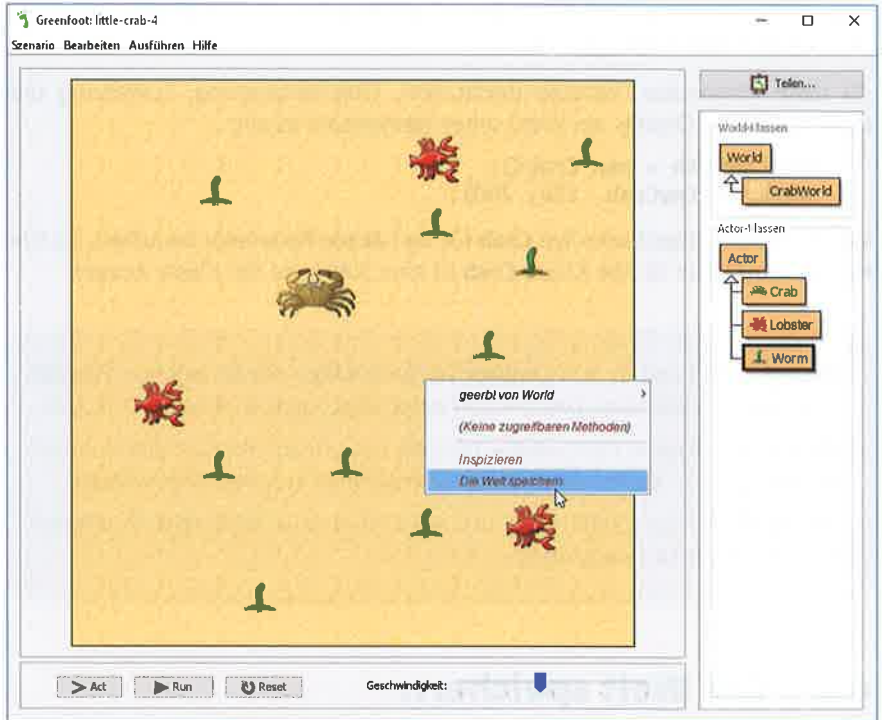 Greenfoot: little-crab-4
Szenario Bearbeiten Ausführen Hilfe
Teilen...
World-Klassen
World
CrabWorld
Actor-Klassen
Actor
Crab
Lobster
Worm
geerbt von World
(Keine zugreifbaren Methoden)
Inspizieren
Die Welt speichern
Act
Run
Reset
Geschwindigkeit: